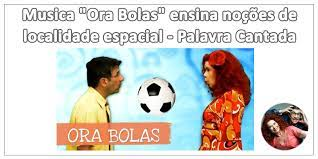 Musica "Ora Bolas" ensina noções de
localidade espacial - Palavra Cantada
ORA BOLAS